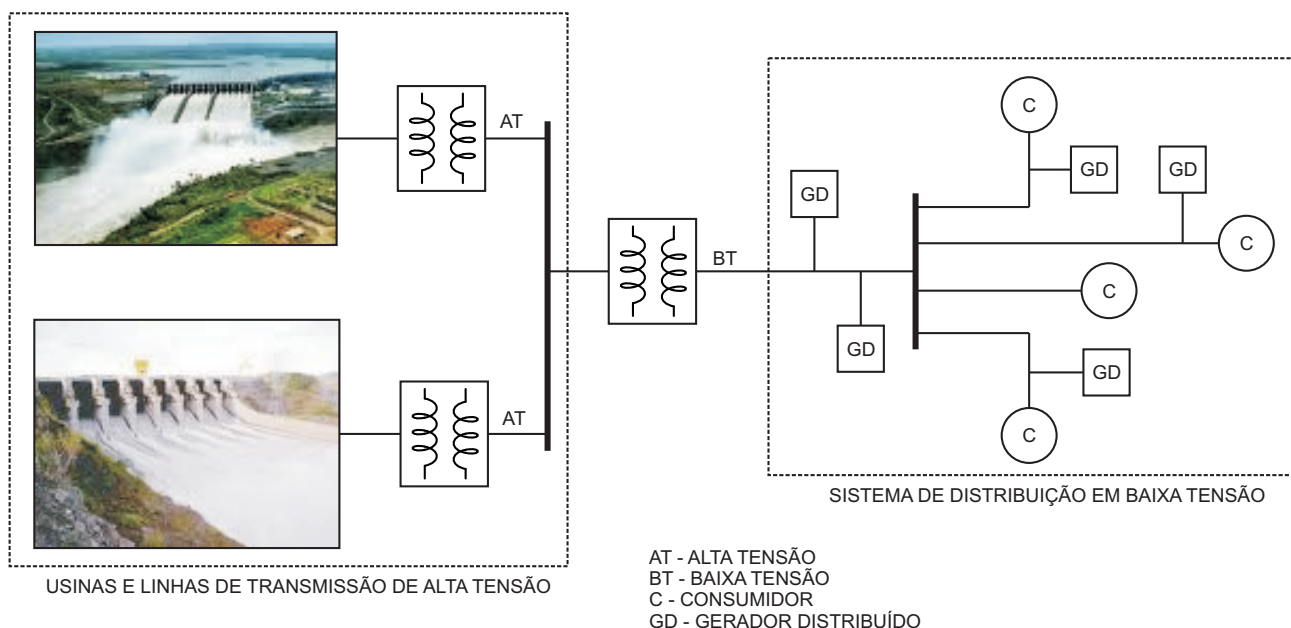 AT
AT
USINAS E LINHAS DE TRANSMISSÃO DE ALTA TENSÃO
BT
GD
GD
C
GD
GD
C
C
GD
C
SISTEMA DE DISTRIBUIÇÃO EM BAIXA TENSÃO
AT - ALTA TENSÃO
BT - BAIXA TENSÃO
C - CONSUMIDOR
GD - GERADOR DISTRIBUÍDO